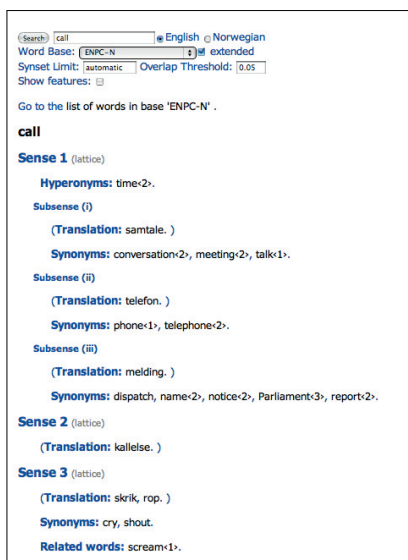 Search call English Norwegian
Word Base: ENPC-N extended
Synset Limit: automatic Overlap Threshold: 0.05
Show features:
Go to the list of words in base 'ENPC-N' .
call
Sense 1 (lattice)
Hyperonyms: time<2>.
Subsense (i)
(Translation: samtale. )
Synonyms: conversation<2>, meeting<2>, talk<1>.
Subsense (ii)
(Translation: telefon. )
Synonyms: phone<1>, telephone<2>.
Subsense (iii)
(Translation: melding. )
Synonyms: dispatch, name<2>, notice<2>, Parliament<3>, report<2>.
Sense 2 (lattice)
(Translation: kallelse. )
Sense 3 (lattice)
(Translation: skrik, rop. )
Synonyms: cry, shout.
Related words: scream<1>.